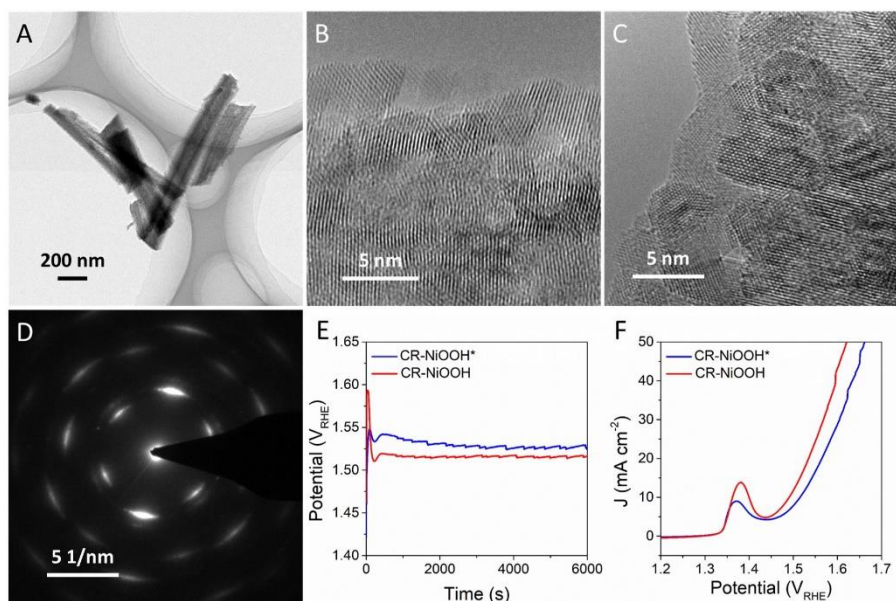 A
200 nm
B
5 nm
C
5 nm
D
5 1/nm
E
CR-NiOOH*
CR-NiOOH
Potential (V_RHE)
1.65
1.60
1.55
1.50
1.45
1.40
0 2000 4000 6000
Time (s)
F
CR-NiOOH*
CR-NiOOH
J (mA cm⁻²)
50
40
30
20
10
0
1.2 1.3 1.4 1.5 1.6 1.7
Potential (V_RHE)